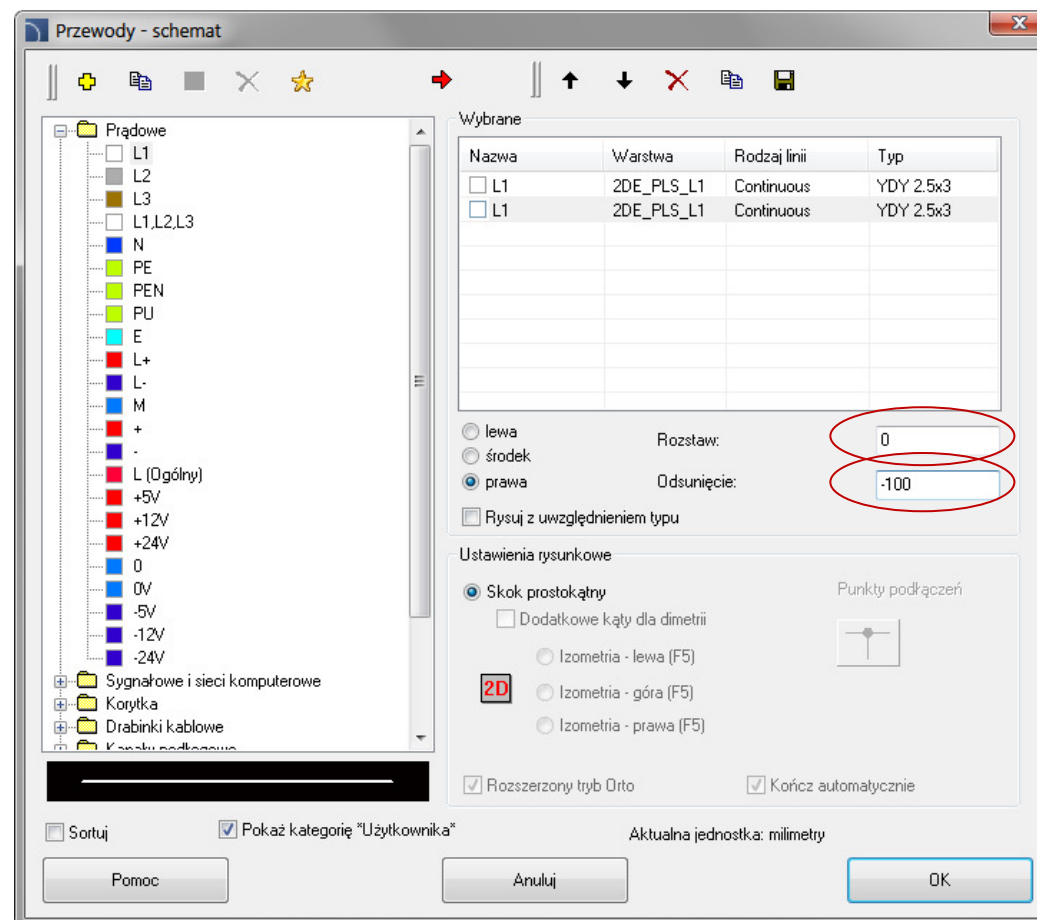 Przewody - schemat
Prądowe
L1
L2
L3
L1,L2,L3
N
PE
PEN
PU
E
L+
L-
M
+
-
L (Ogólny)
+5V
+12V
+24V
0
0V
-5V
-12V
-24V
Sygnałowe i sieci komputerowe
Korytka
Drabinki kablowe
Wybrane
Nazwa Warstwa Rodzaj linii Typ
L1 2DE_PLS_L1 Continuous YDY 2.5x3
L1 2DE_PLS_L1 Continuous YDY 2.5x3
lewa
środek
prawa
Rozstaw: 0
Odsunięcie: -100
Rysuj z uwzględnieniem typu
Ustawienia rysunkowe
Skok prostokątny
Punkty podłączeń
Dodatkowe kąty dla dimetrii
Izometria - lewa (F5)
2D
Izometria - góra (F5)
Izometria - prawa (F5)
Rozszerzony tryb Orto
Kończ automatycznie
Sortuj
Pokaż kategorię "Użytkownika"
Aktualna jednostka: milimetry
Pomoc
Anuluj
OK